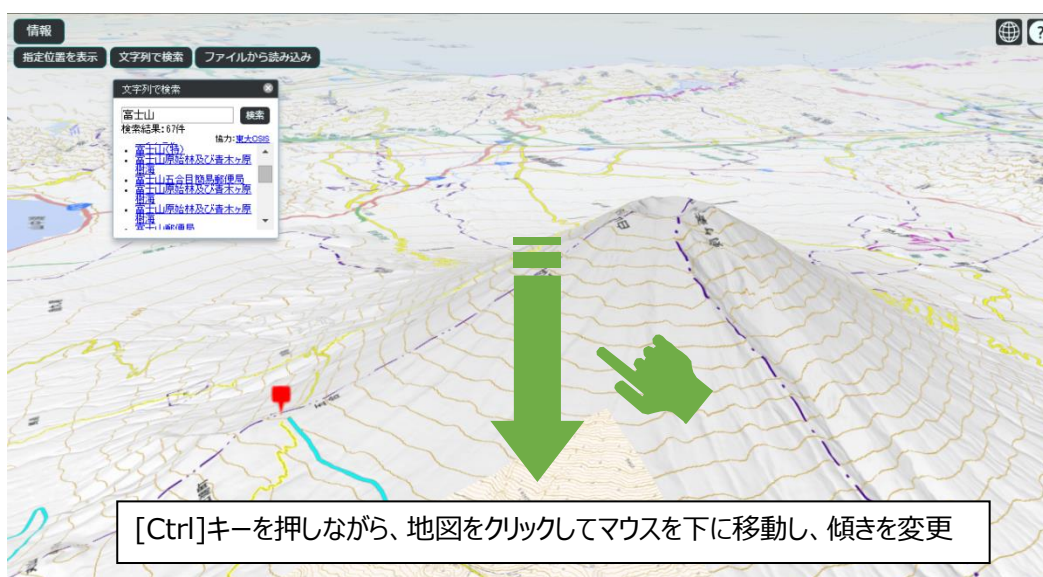 情報
指定位置を表示 文字列で検索 ファイルから読み込み
?
文字列で検索
富士山 検索
検索結果:67件
協力:東大CSIS
富士山(特)
富士山原始林及び青木ヶ原
樹海
富士山五合目簡易郵便局
富士山原始林及び青木ヶ原
樹海
富士山原始林及び青木ヶ原
樹海
富士山郵便局
[Ctrl]キーを押しながら、地図をクリックしてマウスを下に移動し、傾きを変更